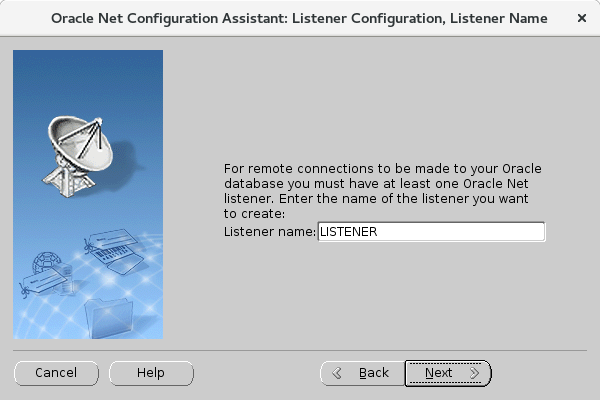 Oracle Net Configuration Assistant: Listener Configuration, Listener Name
For remote connections to be made to your Oracle
database you must have at least one Oracle Net
listener. Enter the name of the listener you want
to create:
Listener name: LISTENER
Cancel Help Back Next